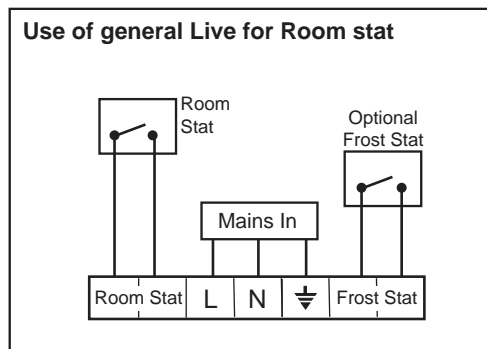 Use of general Live for Room stat
Room
Stat
Optional
Frost Stat
Mains In
Room Stat L N Frost Stat